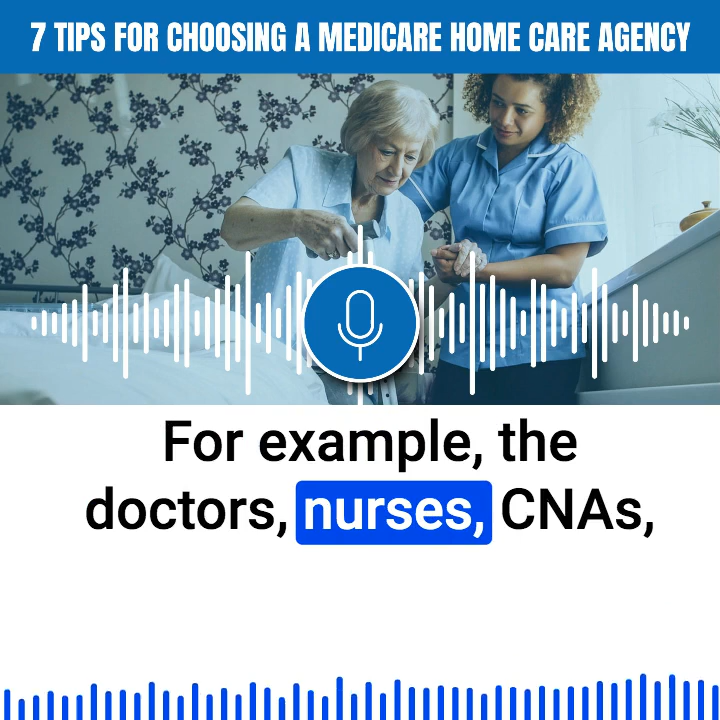 7 TIPS FOR CHOOSING A MEDICARE HOME CARE AGENCY
For example, the
doctors, nurses, CNAs,